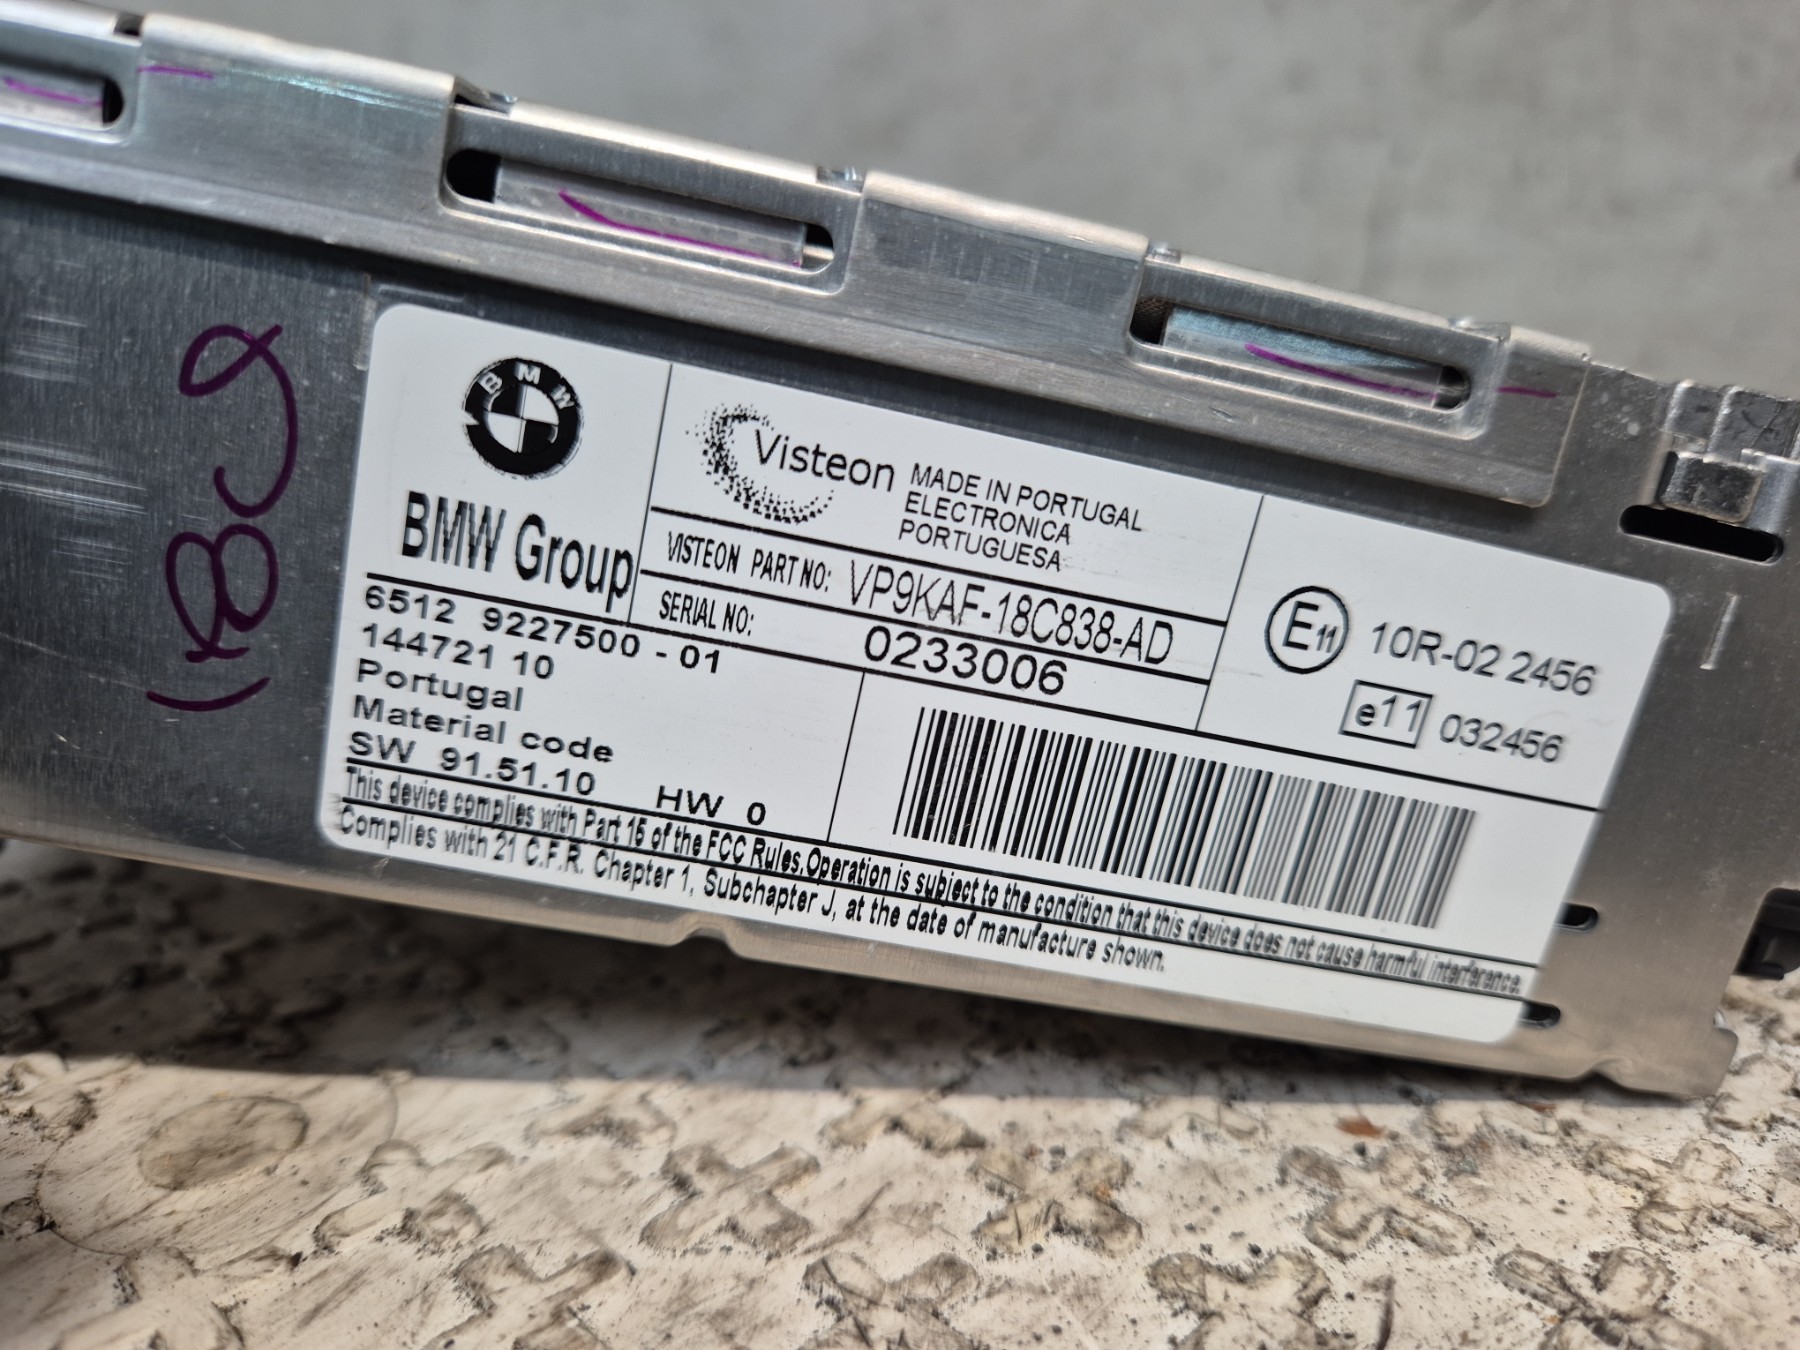 BMW
BMW Group
Visteon
MADE IN PORTUGAL
ELECTRONICA
PORTUGUESA
VISTEON PART NO: VP9KAF-18C838-AD
SERIAL NO: 0233006
E11 10R-02 2456
e11 032456
6512 9227500 - 01
144721 10
Portugal
Material code
SW 91.51.10 HW 0
This device complies with Part 15 of the FCC Rules.Operation is subject to the condition that this device does not cause harmful interference.
Complies with 21 C.F.R. Chapter 1, Subchapter J, at the date of manufacture shown.